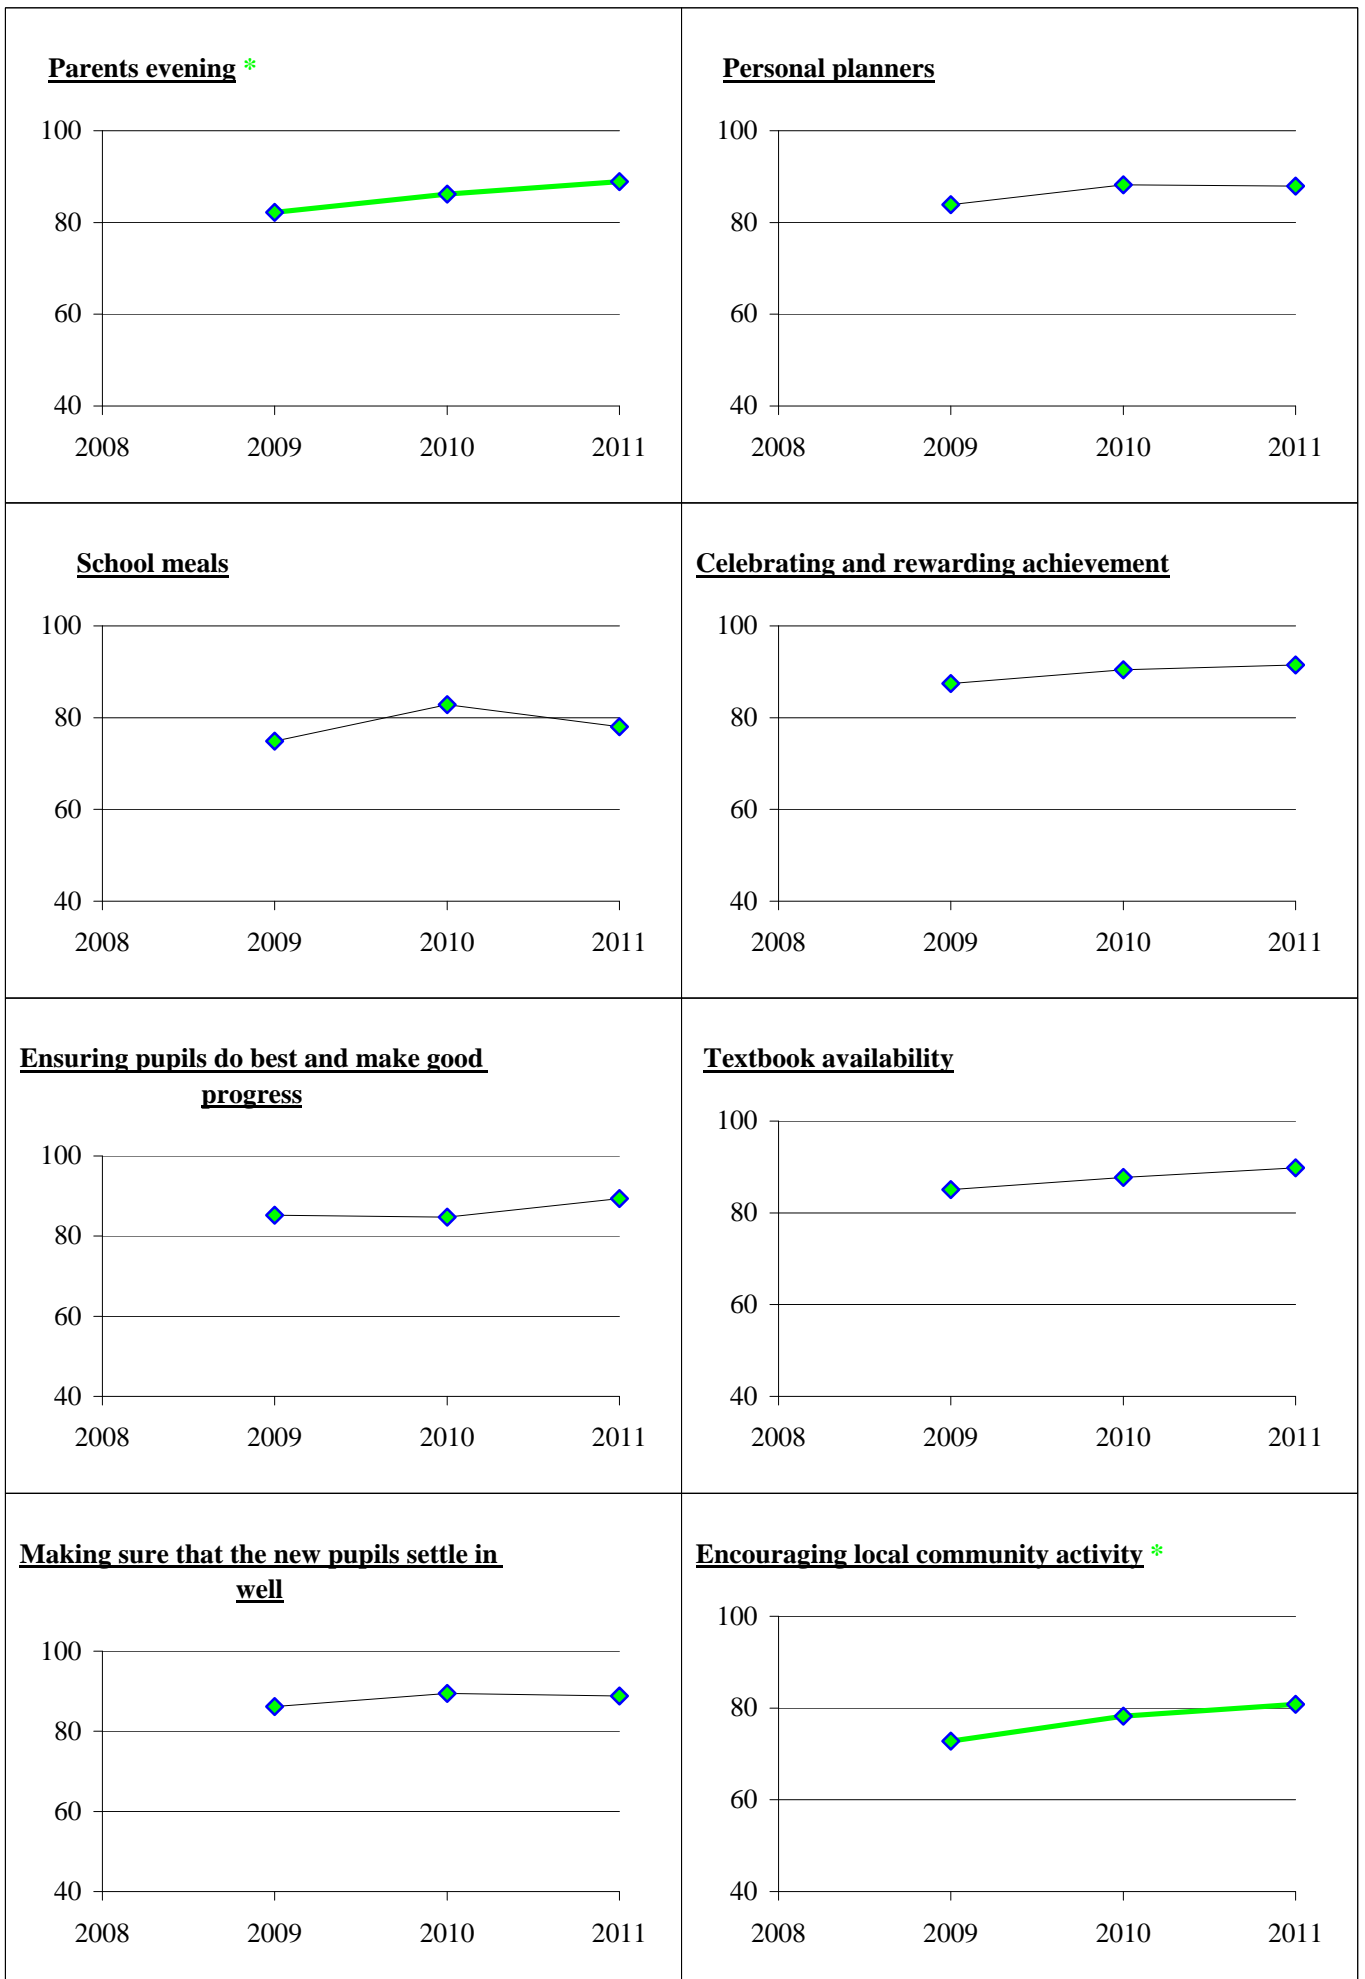 Parents evening *
100
80
60
40
2008 2009 2010 2011
Personal planners
100
80
60
40
2008 2009 2010 2011
School meals
100
80
60
40
2008 2009 2010 2011
Celebrating and rewarding achievement
100
80
60
40
2008 2009 2010 2011
Ensuring pupils do best and make good
progress
100
80
60
40
2008 2009 2010 2011
Textbook availability
100
80
60
40
2008 2009 2010 2011
Making sure that the new pupils settle in
well
100
80
60
40
2008 2009 2010 2011
Encouraging local community activity *
100
80
60
40
2008 2009 2010 2011